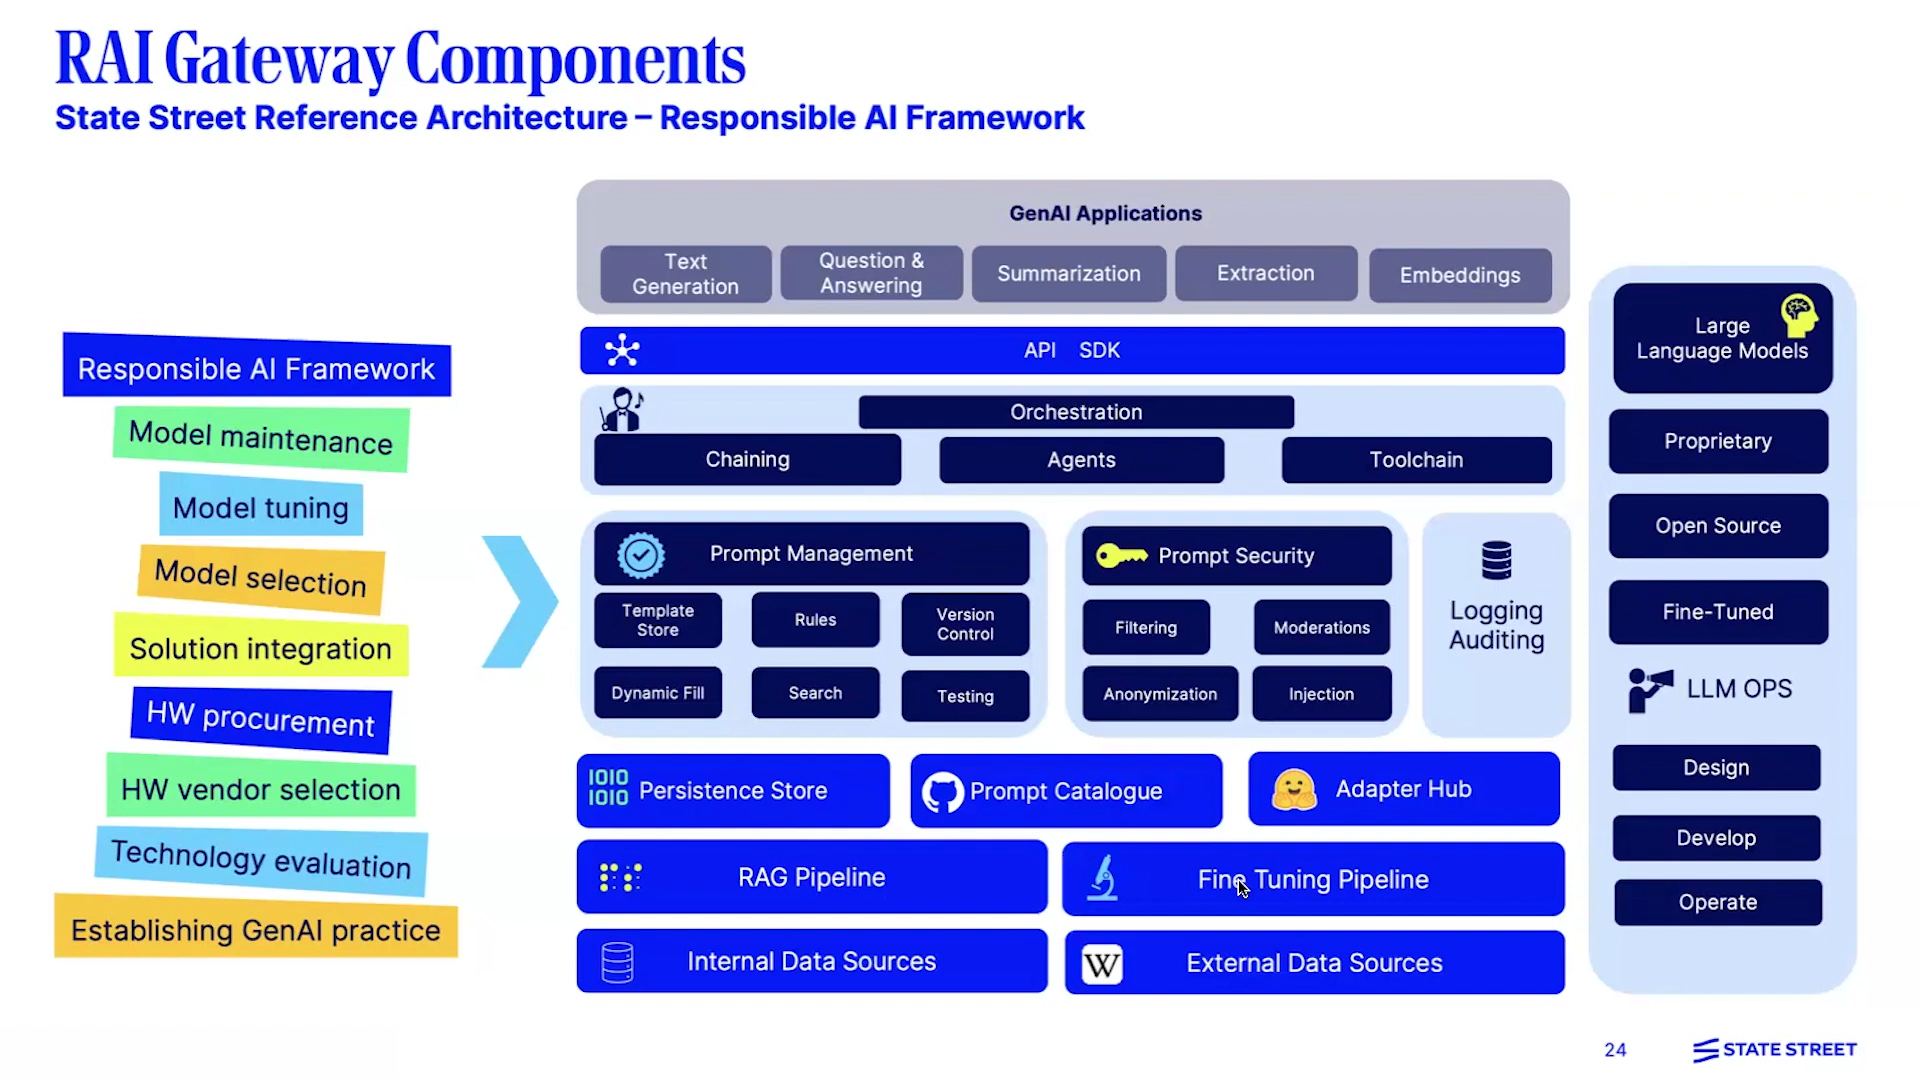 RAI Gateway Components
State Street Reference Architecture – Responsible AI Framework
Responsible AI Framework
Model maintenance
Model tuning
Model selection
Solution integration
HW procurement
HW vendor selection
Technology evaluation
Establishing GenAI practice
GenAI Applications
Text
Generation
Question &
Answering
Summarization
Extraction
Embeddings
API SDK
Orchestration
Chaining
Agents
Toolchain
Prompt Management
Template
Store
Rules
Version
Control
Dynamic Fill
Search
Testing
Prompt Security
Filtering
Moderations
Anonymization
Injection
Logging
Auditing
1010
1010
Persistence Store
Prompt Catalogue
Adapter Hub
RAG Pipeline
Fine Tuning Pipeline
Internal Data Sources
W
External Data Sources
Large
Language Models
Proprietary
Open Source
Fine-Tuned
LLM OPS
Design
Develop
Operate
24
STATE STREET